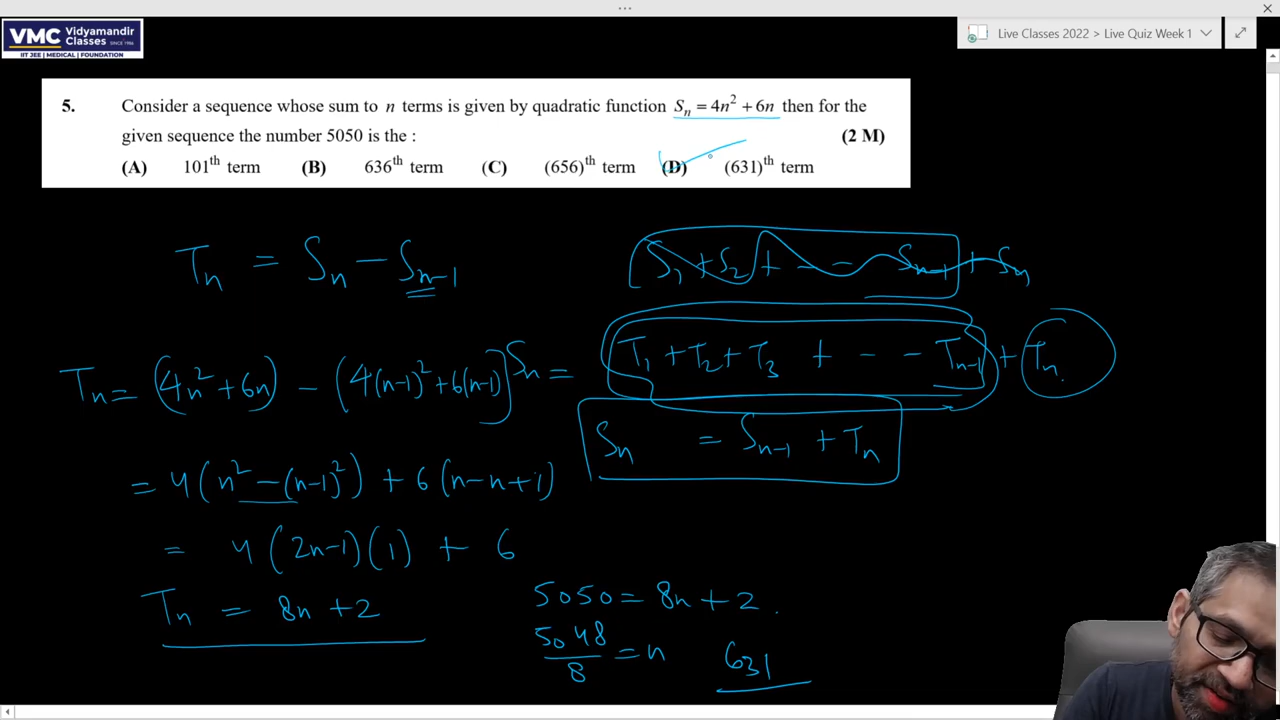 VMC Vidyamandir Classes SINCE 1986
IIT JEE | MEDICAL | FOUNDATION
Live Classes 2022 > Live Quiz Week 1
5. Consider a sequence whose sum to n terms is given by quadratic function Sₙ = 4n² + 6n then for the
given sequence the number 5050 is the : (2 M)
(A) 101th term (B) 636th term (C) (656)th term (D) (631)th term
Tₙ = Sₙ − Sₙ₋₁
S₁ + S₂ + - - Sₙ₋₁ + Sₙ
Tₙ = (4n² + 6n) − (4(n−1)² + 6(n−1))
Sₙ = T₁ + T₂ + T₃ + - - Tₙ₋₁ + Tₙ
Sₙ = Sₙ₋₁ + Tₙ
= 4(n² − (n−1)²) + 6(n−n+1)
= 4(2n−1)(1) + 6
Tₙ = 8n + 2
5050 = 8n + 2
5048/8 = n
631